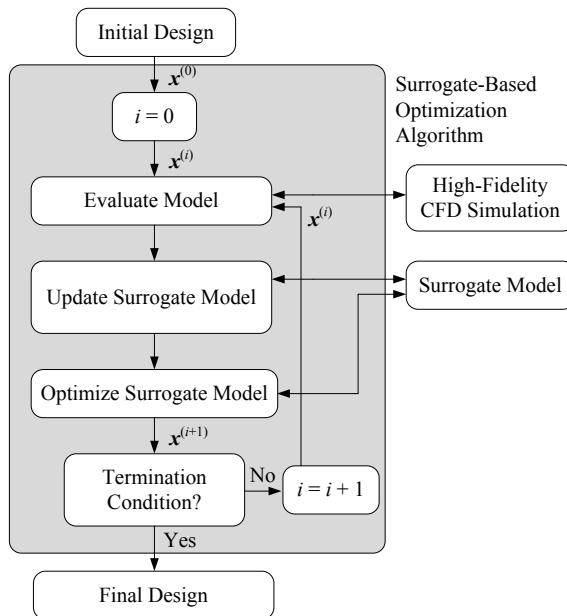 Initial Design
x^(0)
i = 0
x^(i)
Evaluate Model
x^(i)
Update Surrogate Model
Optimize Surrogate Model
x^(i+1)
Termination
Condition?
No
i = i + 1
Yes
Final Design
Surrogate-Based
Optimization
Algorithm
High-Fidelity
CFD Simulation
Surrogate Model